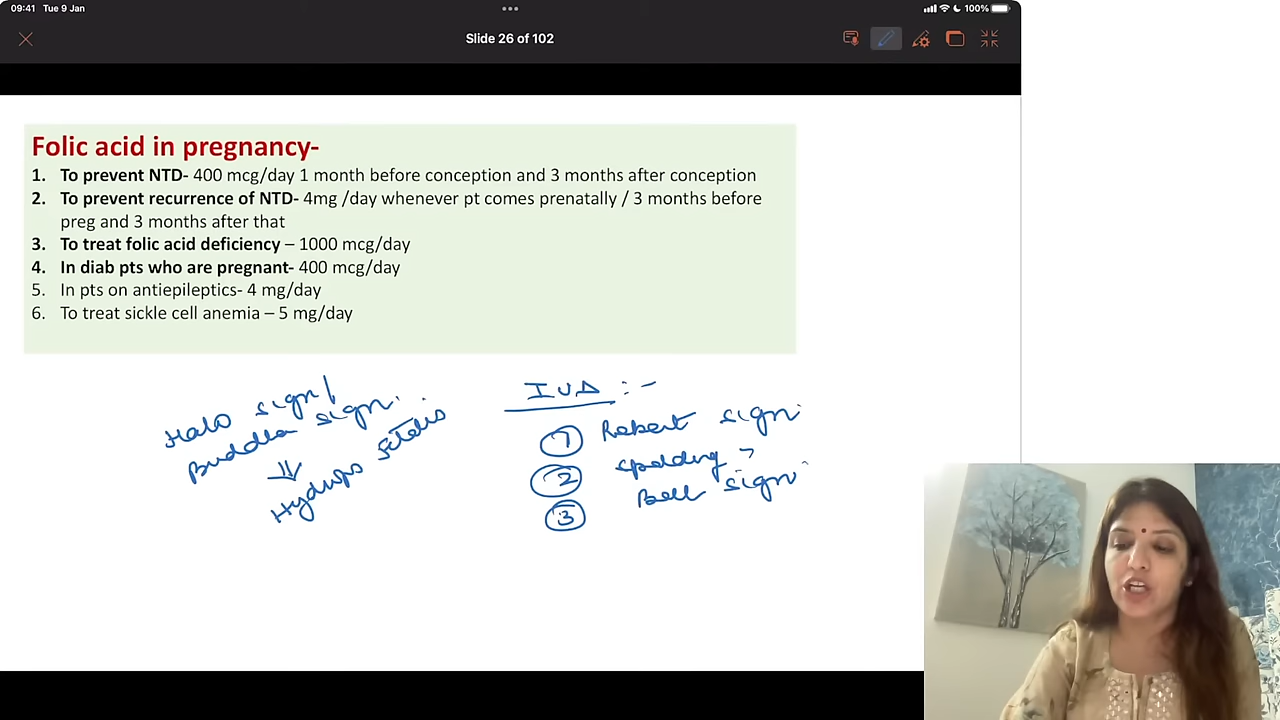 09:41 Tue 9 Jan
100%
Slide 26 of 102
Folic acid in pregnancy-
1. To prevent NTD- 400 mcg/day 1 month before conception and 3 months after conception
2. To prevent recurrence of NTD- 4mg /day whenever pt comes prenatally / 3 months before
preg and 3 months after that
3. To treat folic acid deficiency – 1000 mcg/day
4. In diab pts who are pregnant- 400 mcg/day
5. In pts on antiepileptics- 4 mg/day
6. To treat sickle cell anemia – 5 mg/day
Halo sign/
Buddha sign.
⇓
Hydrops fetalis
IUD :-
① Robert sign
② Spalding >
③ Ball sign